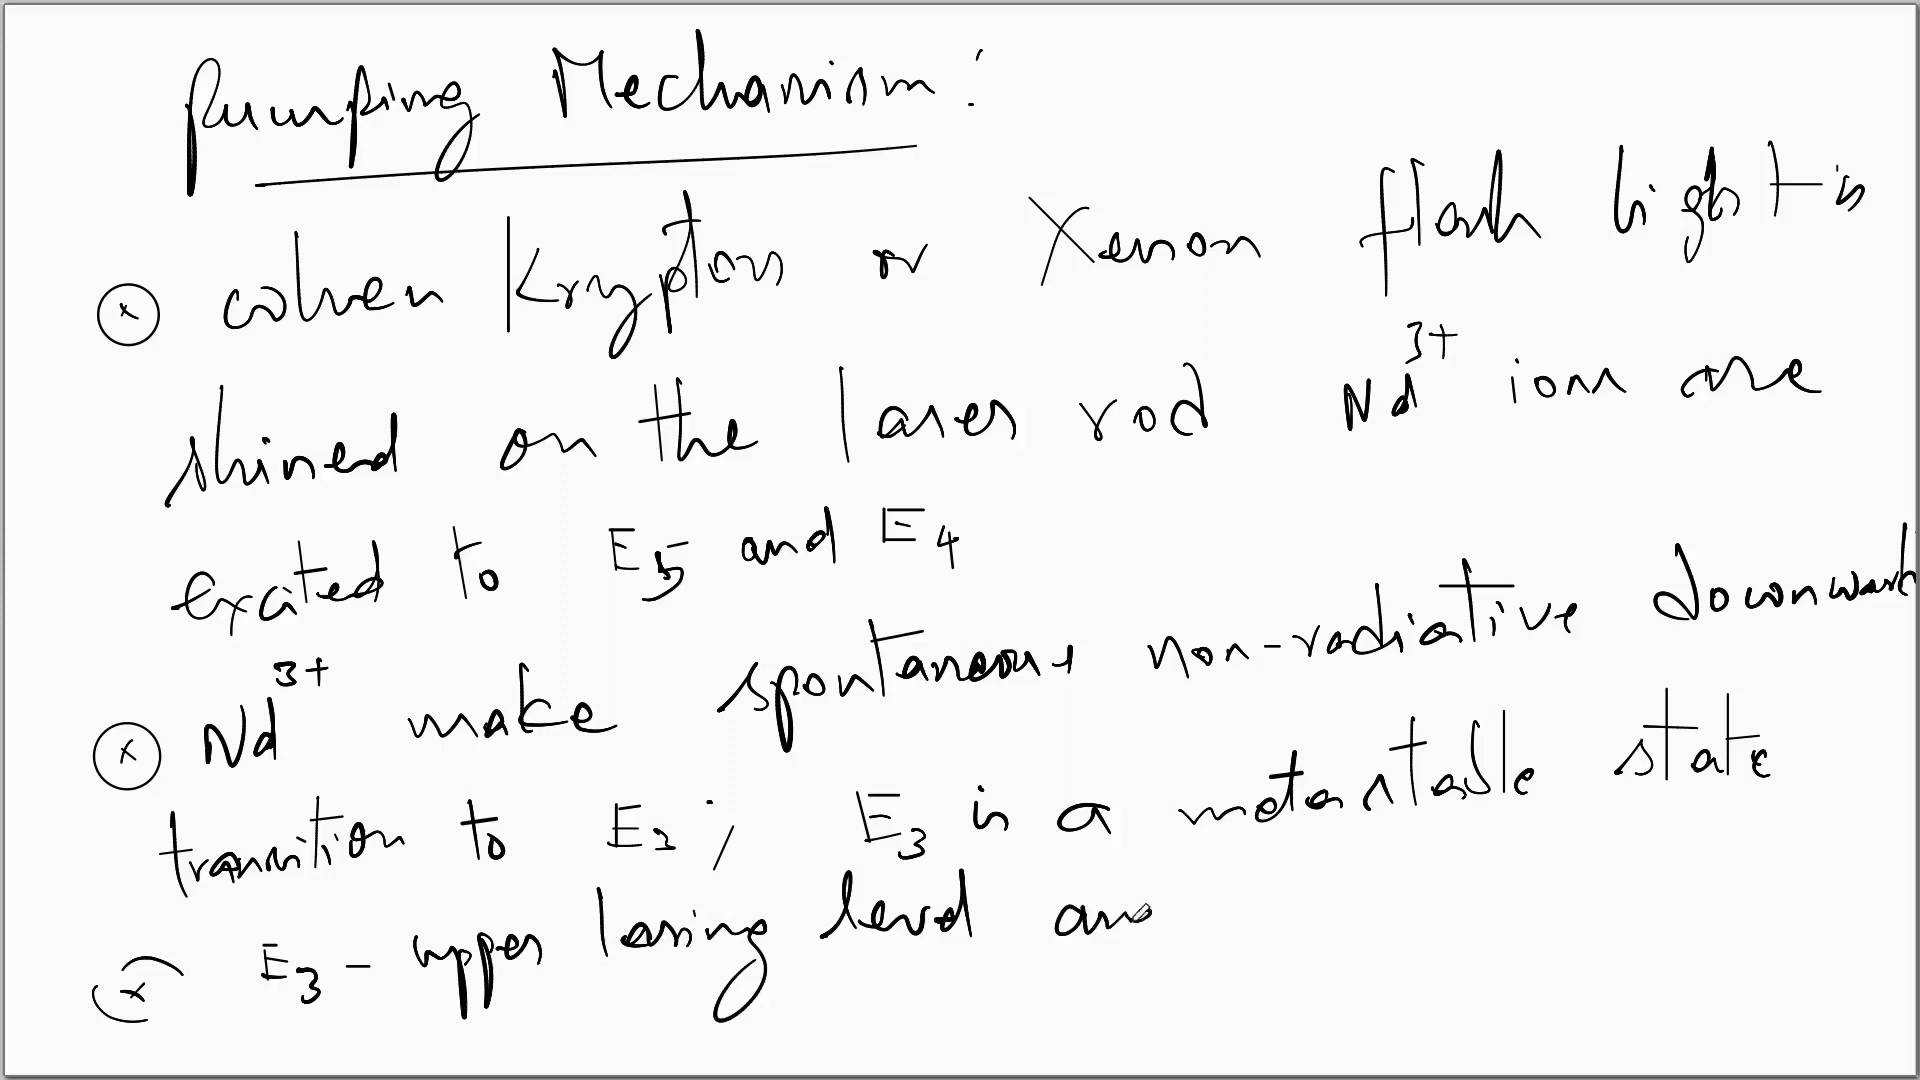 Pumping Mechanism:
when Krypton or Xenon flash light is
shined on the laser rod Nd³⁺ ions are
excited to E₅ and E₄
Nd³⁺ make spontaneous non-radiative downward
transition to E₃; E₃ is a metastable state
E₃ - upper lasing level and